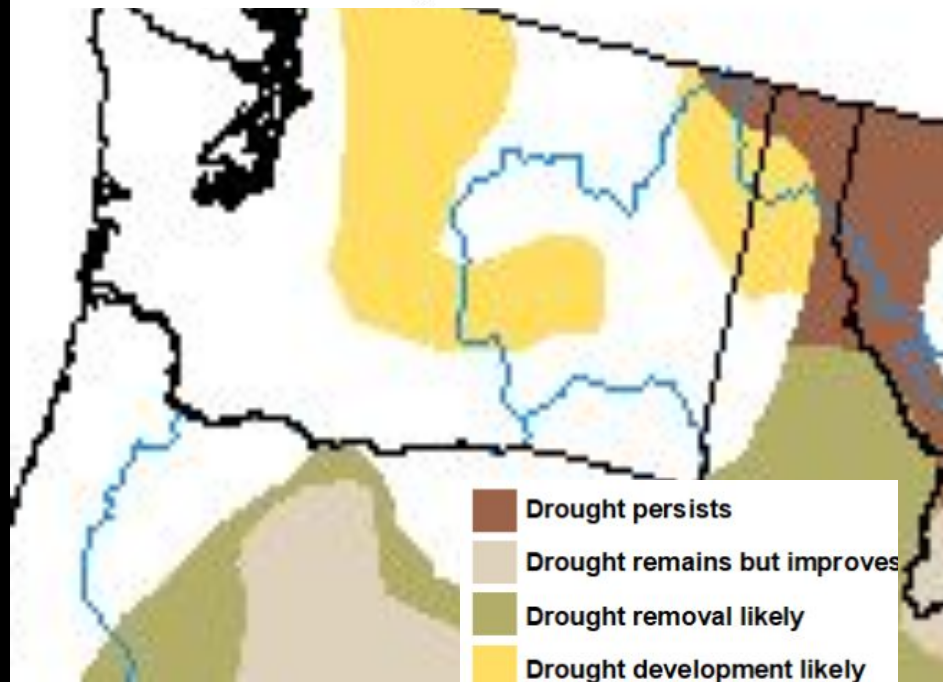 Drought persists
Drought remains but improves
Drought removal likely
Drought development likely